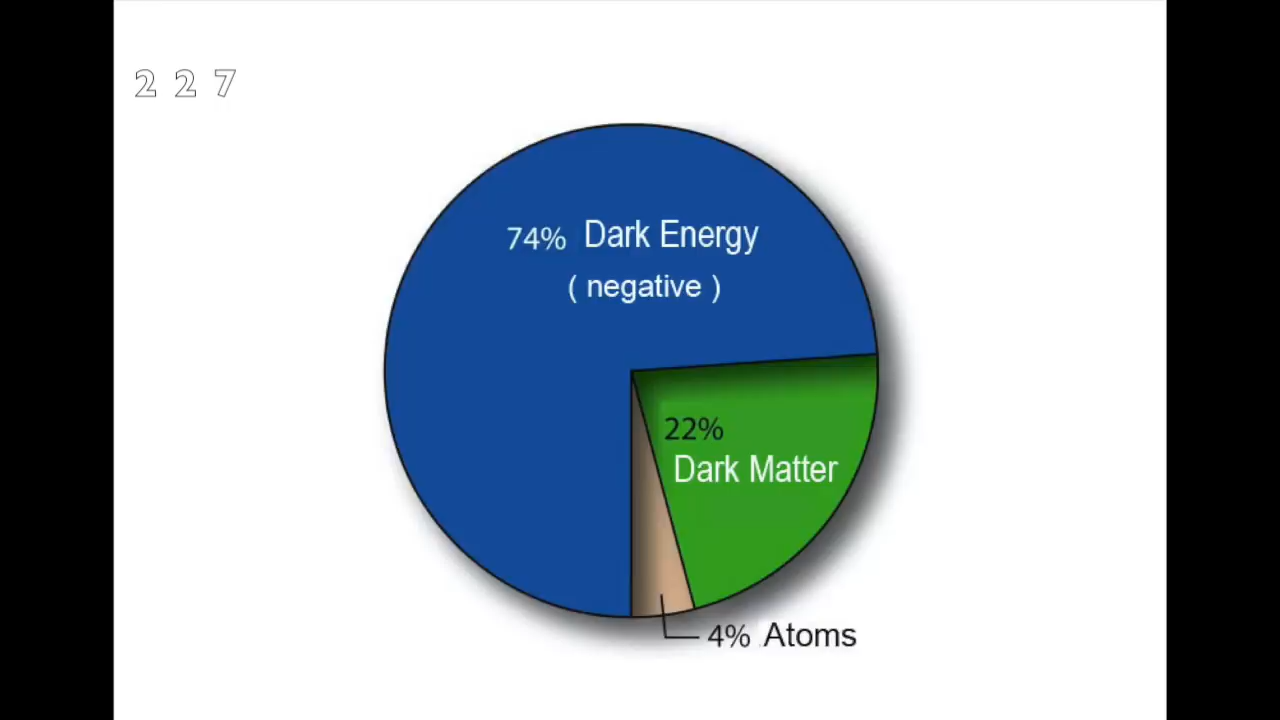 2 2 7
74% Dark Energy
( negative )
22%
Dark Matter
4% Atoms